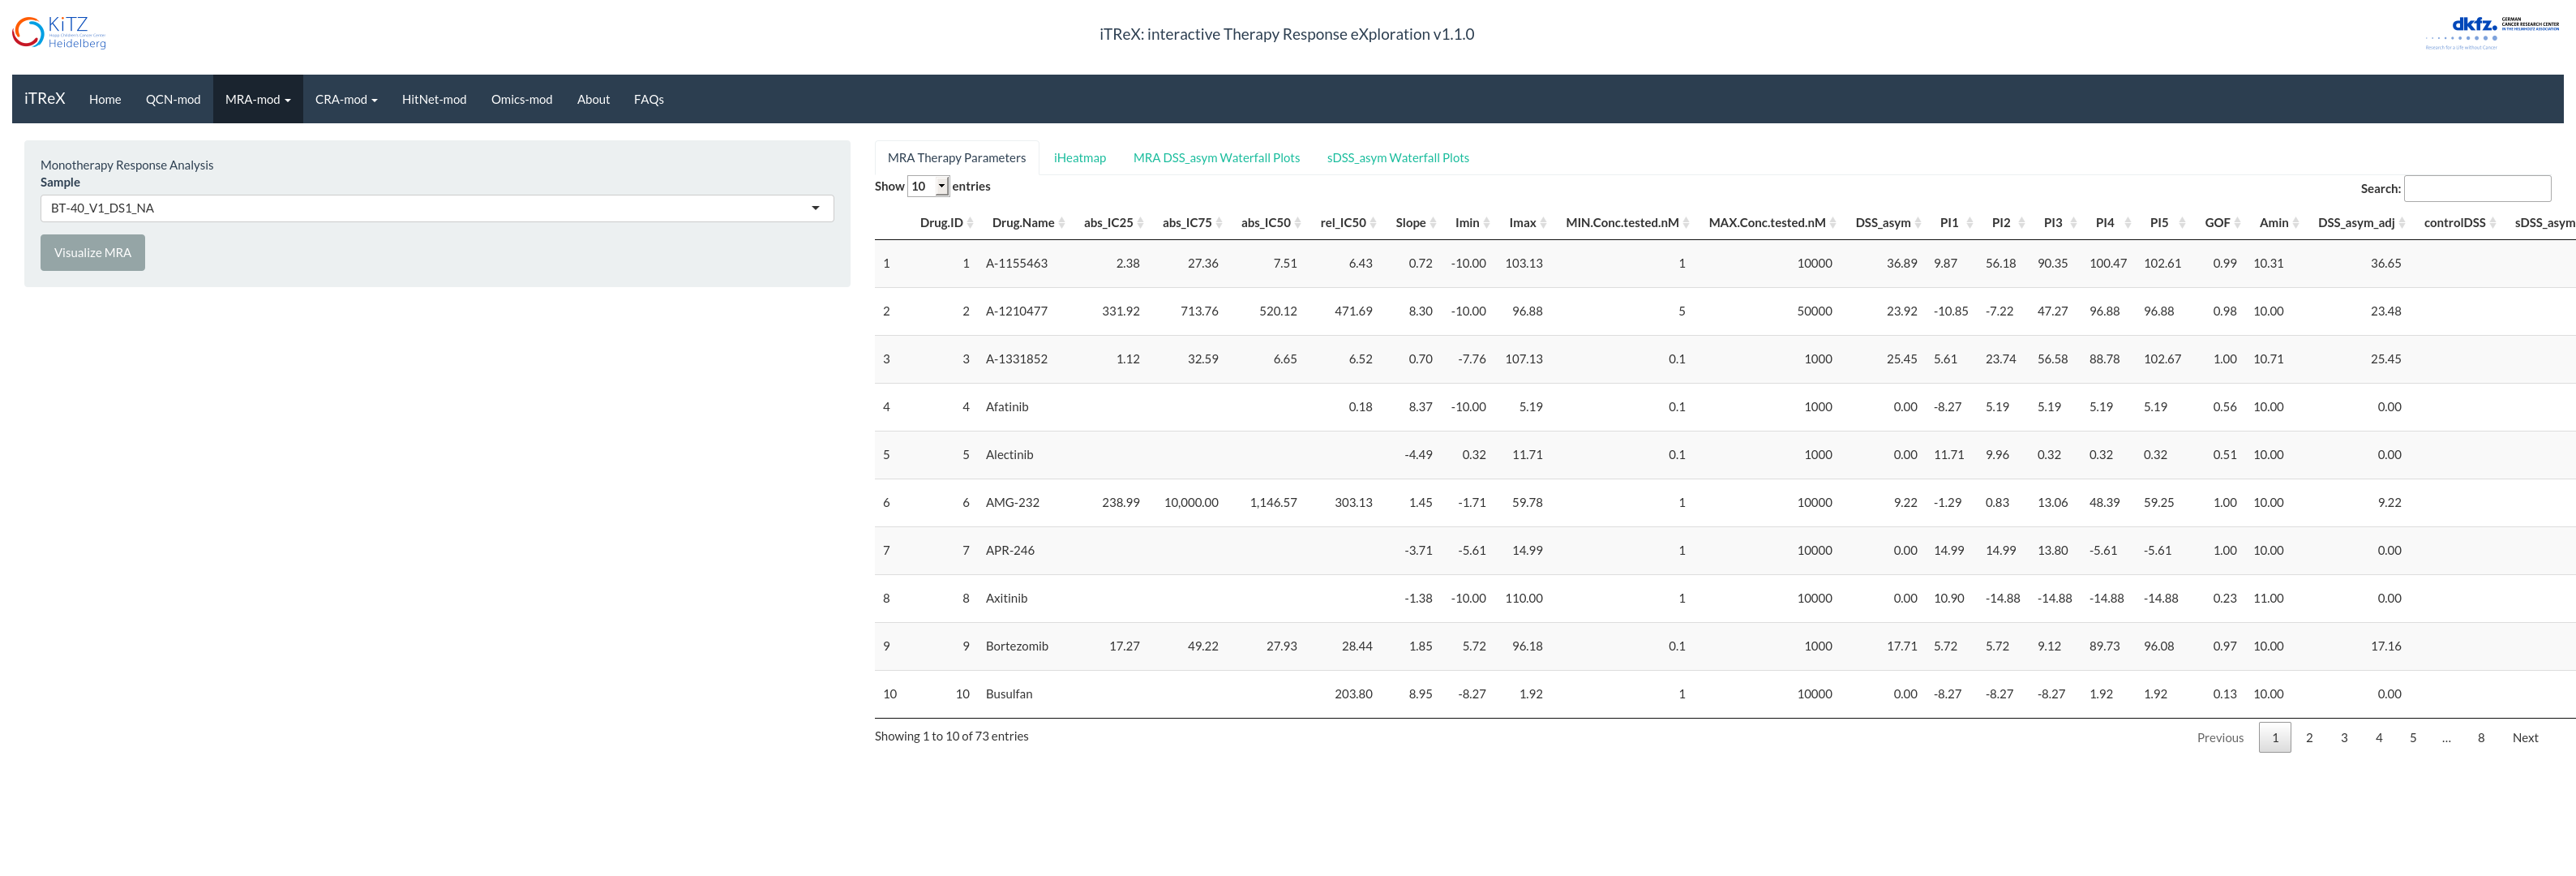 KiTZ
Heidelberg
iTReX: interactive Therapy Response eXploration v1.1.0
dkfz.
GERMAN
CANCER RESEARCH CENTER
IN THE HELMHOLTZ ASSOCIATION
Research for a Life without Cancer
iTReX Home QCN-mod MRA-mod CRA-mod HitNet-mod Omics-mod About FAQs
Monotherapy Response Analysis
Sample
BT-40_V1_DS1_NA
Visualize MRA
MRA Therapy Parameters iHeatmap MRA DSS_asym Waterfall Plots sDSS_asym Waterfall Plots
Show 10 entries
Search:
Drug.ID Drug.Name abs_IC25 abs_IC75 abs_IC50 rel_IC50 Slope Imin Imax MIN.Conc.tested.nM MAX.Conc.tested.nM DSS_asym PI1 PI2 PI3 PI4 PI5 GOF Amin DSS_asym_adj controlDSS sDSS_asym
1 1 A-1155463 2.38 27.36 7.51 6.43 0.72 -10.00 103.13 1 10000 36.89 9.87 56.18 90.35 100.47 102.61 0.99 10.31 36.65
2 2 A-1210477 331.92 713.76 520.12 471.69 8.30 -10.00 96.88 5 50000 23.92 -10.85 -7.22 47.27 96.88 96.88 0.98 10.00 23.48
3 3 A-1331852 1.12 32.59 6.65 6.52 0.70 -7.76 107.13 0.1 1000 25.45 5.61 23.74 56.58 88.78 102.67 1.00 10.71 25.45
4 4 Afatinib 0.18 8.37 -10.00 5.19 0.1 1000 0.00 -8.27 5.19 5.19 5.19 5.19 0.56 10.00 0.00
5 5 Alectinib -4.49 0.32 11.71 0.1 1000 0.00 11.71 9.96 0.32 0.32 0.32 0.51 10.00 0.00
6 6 AMG-232 238.99 10,000.00 1,146.57 303.13 1.45 -1.71 59.78 1 10000 9.22 -1.29 0.83 13.06 48.39 59.25 1.00 10.00 9.22
7 7 APR-246 -3.71 -5.61 14.99 1 10000 0.00 14.99 14.99 13.80 -5.61 -5.61 1.00 10.00 0.00
8 8 Axitinib -1.38 -10.00 110.00 1 10000 0.00 10.90 -14.88 -14.88 -14.88 -14.88 0.23 11.00 0.00
9 9 Bortezomib 17.27 49.22 27.93 28.44 1.85 5.72 96.18 0.1 1000 17.71 5.72 5.72 9.12 89.73 96.08 0.97 10.00 17.16
10 10 Busulfan 203.80 8.95 -8.27 1.92 1 10000 0.00 -8.27 -8.27 -8.27 1.92 1.92 0.13 10.00 0.00
Showing 1 to 10 of 73 entries
Previous 1 2 3 4 5 … 8 Next